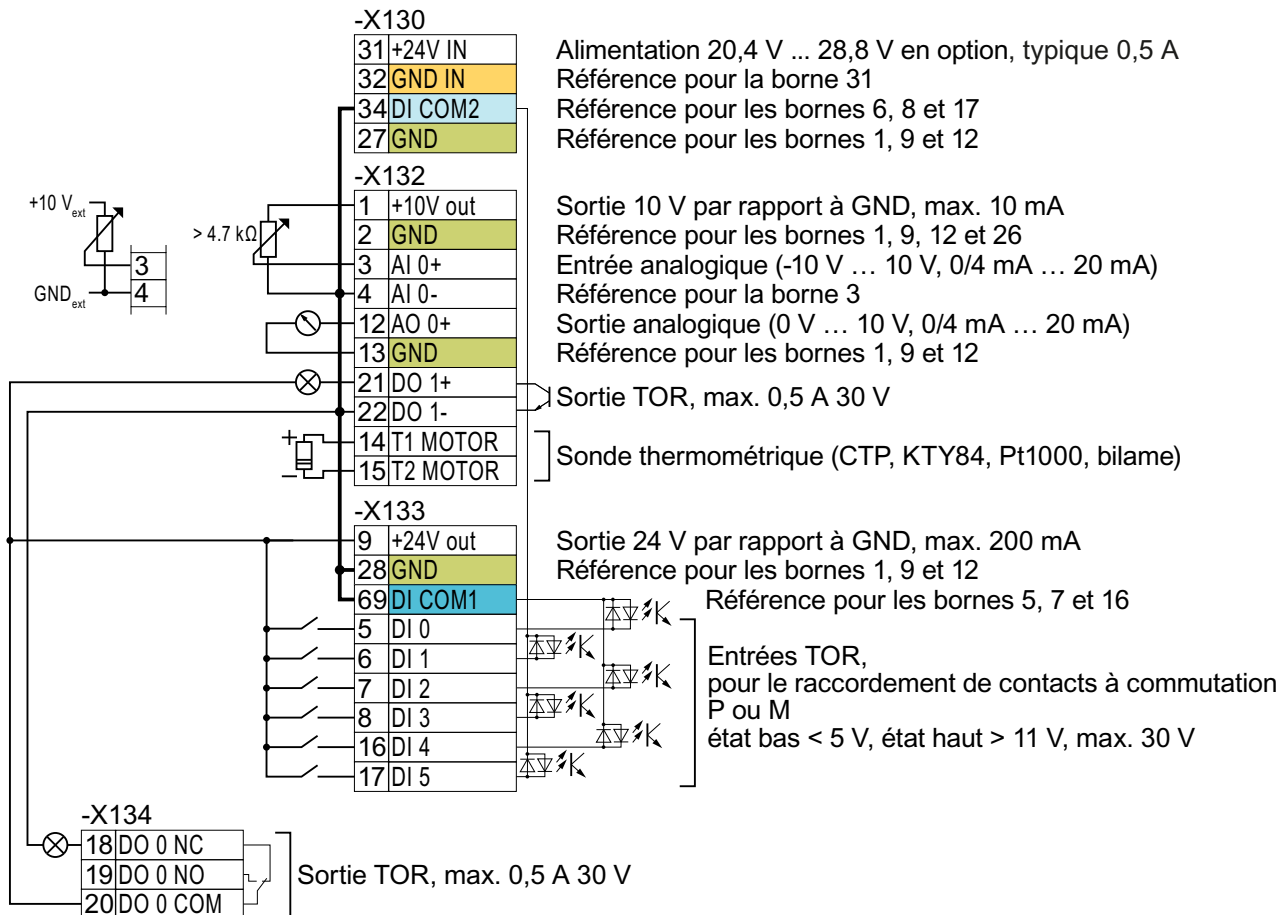 -X130
31 +24V IN Alimentation 20,4 V ... 28,8 V en option, typique 0,5 A
32 GND IN Référence pour la borne 31
34 DI COM2 Référence pour les bornes 6, 8 et 17
27 GND Référence pour les bornes 1, 9 et 12
-X132
1 +10V out Sortie 10 V par rapport à GND, max. 10 mA
2 GND Référence pour les bornes 1, 9, 12 et 26
3 AI 0+ Entrée analogique (-10 V … 10 V, 0/4 mA … 20 mA)
4 AI 0- Référence pour la borne 3
12 AO 0+ Sortie analogique (0 V … 10 V, 0/4 mA … 20 mA)
13 GND Référence pour les bornes 1, 9 et 12
21 DO 1+
22 DO 1-
Sortie TOR, max. 0,5 A 30 V
14 T1 MOTOR
15 T2 MOTOR
Sonde thermométrique (CTP, KTY84, Pt1000, bilame)
+10 Vext
3
GNDext 4
> 4.7 kΩ
+
–
-X133
9 +24V out Sortie 24 V par rapport à GND, max. 200 mA
28 GND Référence pour les bornes 1, 9 et 12
69 DI COM1 Référence pour les bornes 5, 7 et 16
5 DI 0
6 DI 1
7 DI 2
8 DI 3
16 DI 4
17 DI 5
Entrées TOR,
pour le raccordement de contacts à commutation
P ou M
état bas < 5 V, état haut > 11 V, max. 30 V
-X134
18 DO 0 NC
19 DO 0 NO
20 DO 0 COM
Sortie TOR, max. 0,5 A 30 V